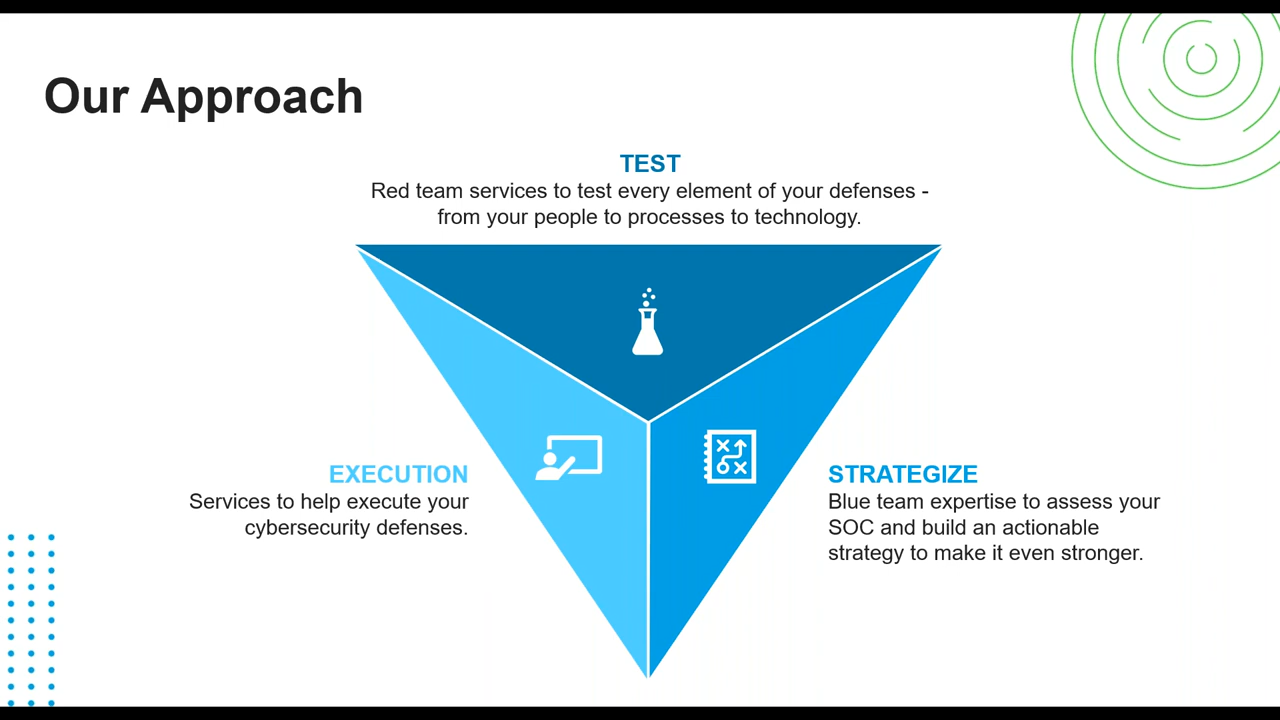 Our Approach
TEST
Red team services to test every element of your defenses -
from your people to processes to technology.
EXECUTION
Services to help execute your
cybersecurity defenses.
STRATEGIZE
Blue team expertise to assess your
SOC and build an actionable
strategy to make it even stronger.